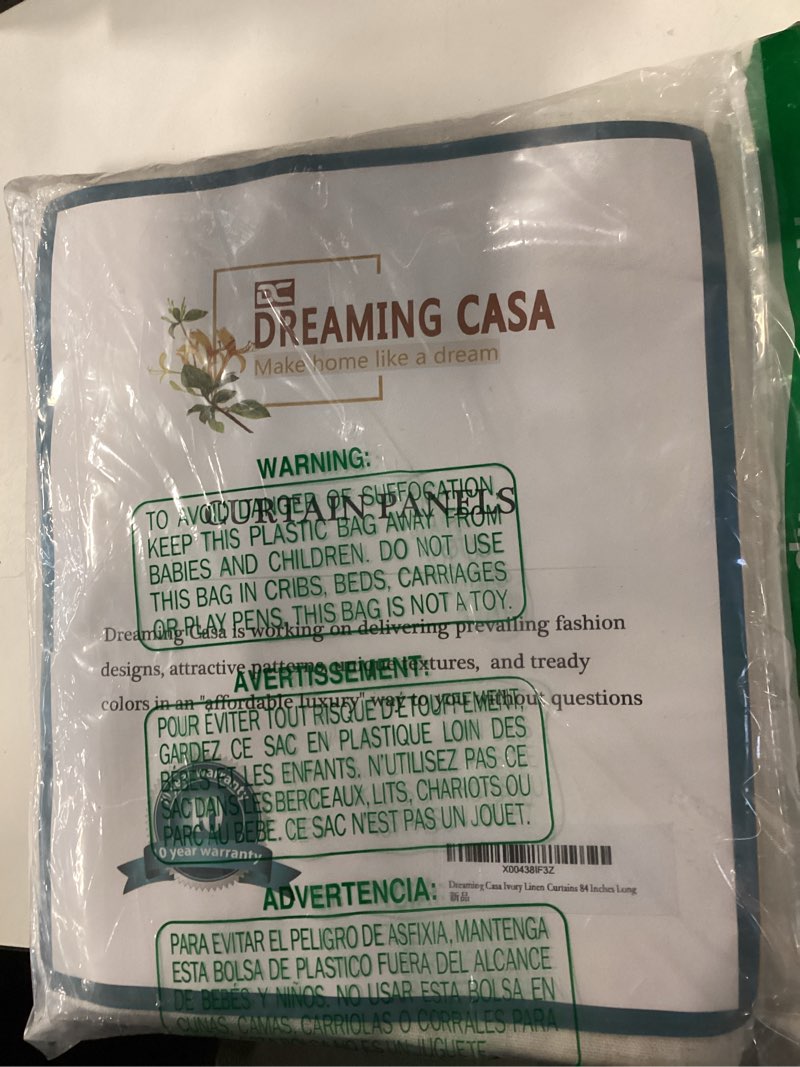 DC
DREAMING CASA
Make home like a dream
WARNING:
TO AVOID DANGER OF SUFFOCATION,
CURTAIN PANELS
KEEP THIS PLASTIC BAG AWAY FROM
BABIES AND CHILDREN. DO NOT USE
THIS BAG IN CRIBS, BEDS, CARRIAGES
OR PLAY PENS. THIS BAG IS NOT A TOY.
Dreaming Casa is working on delivering prevailing fashion
designs, attractive patterns, unique textures, and tready
AVERTISSEMENT:
colors in an "affordable luxury" way to you without questions
POUR ÉVITER TOUT RISQUE D'ÉTOUFFEMENT,
GARDEZ CE SAC EN PLASTIQUE LOIN DES
BÉBÉS ET LES ENFANTS. N'UTILISEZ PAS CE
SAC DANS LES BERCEAUX, LITS, CHARIOTS OU
PARC AU BÉBÉ. CE SAC N'EST PAS UN JOUET.
year warranty
0 year warranty
X00438IF3Z
Dreaming Casa Ivory Linen Curtains 84 Inches Long
新品
ADVERTENCIA:
PARA EVITAR EL PELIGRO DE ASFIXIA, MANTENGA
ESTA BOLSA DE PLASTICO FUERA DEL ALCANCE
DE BEBÉS Y NIÑOS. NO USAR ESTA BOLSA EN
CUNAS, CAMAS, CARRIOLAS O CORRALES PARA
NO ES UN JUGUETE.